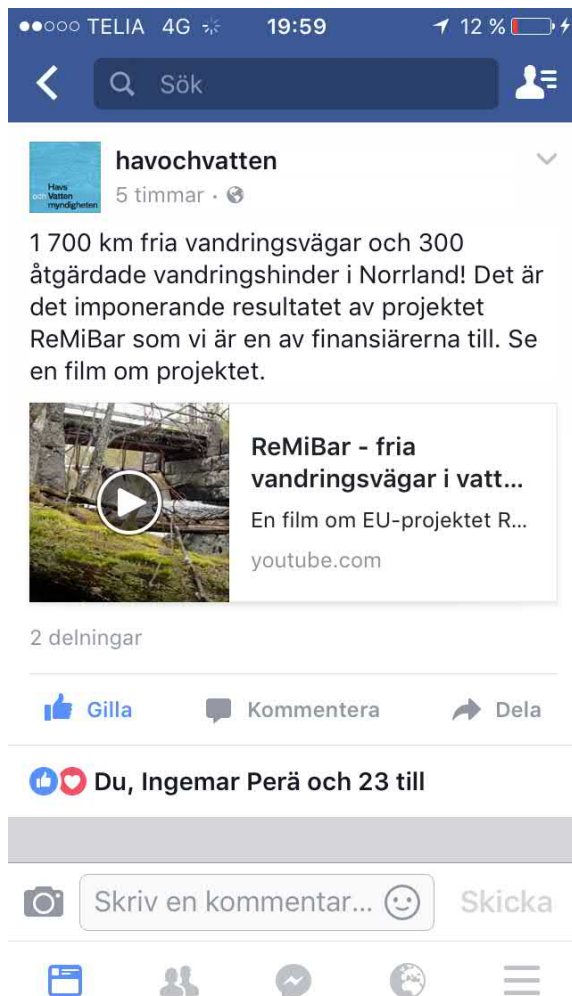 TELIA 4G 19:59 12 %
Sök
havochvatten
Havs
och Vatten
myndigheten
5 timmar
1 700 km fria vandringsvägar och 300
åtgärdade vandringshinder i Norrland! Det är
det imponerande resultatet av projektet
ReMiBar som vi är en av finansiärerna till. Se
en film om projektet.
ReMiBar - fria
vandringsvägar i vatt...
En film om EU-projektet R...
youtube.com
2 delningar
Gilla Kommentera Dela
Du, Ingemar Perä och 23 till
Skriv en kommentar... Skicka